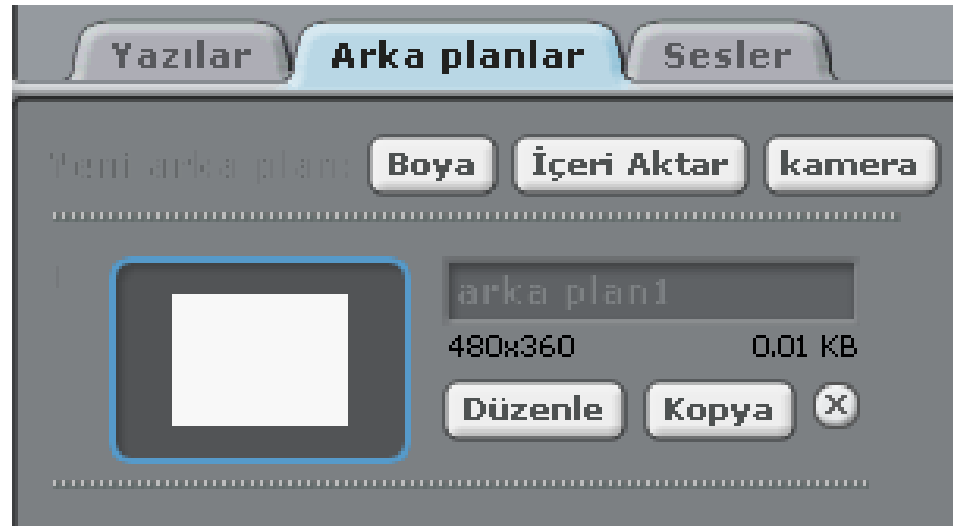 Yazılar Arka planlar Sesler
Yeni arka plan: Boya İçeri Aktar kamera
arka plan1
480x360 0.01 KB
Düzenle Kopya X